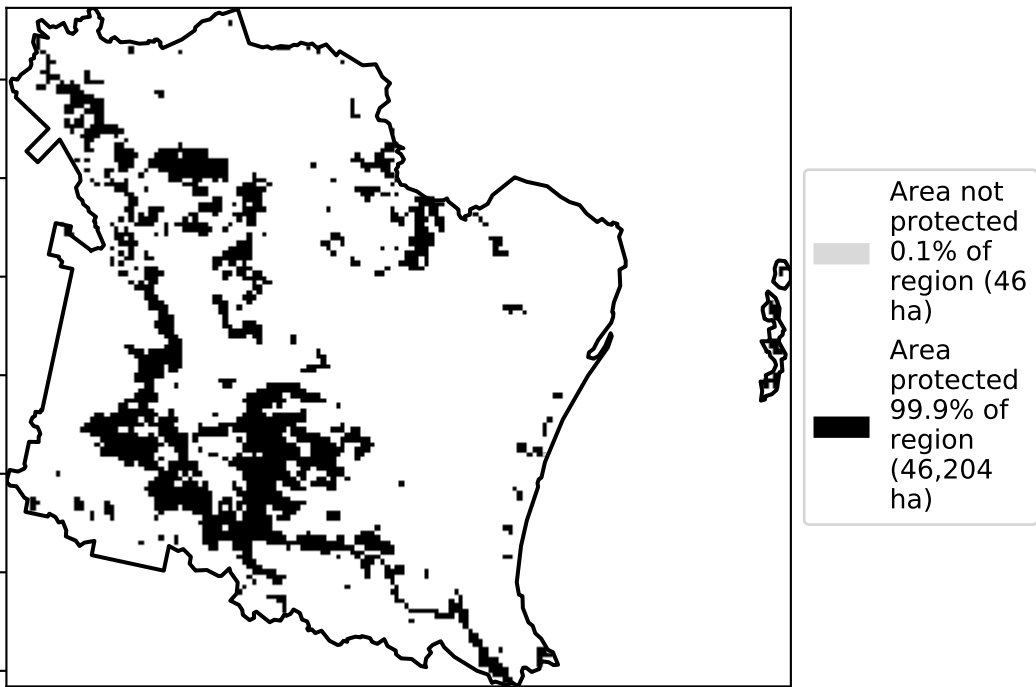 Area not
protected
0.1% of
region (46
ha)
Area
protected
99.9% of
region
(46,204
ha)